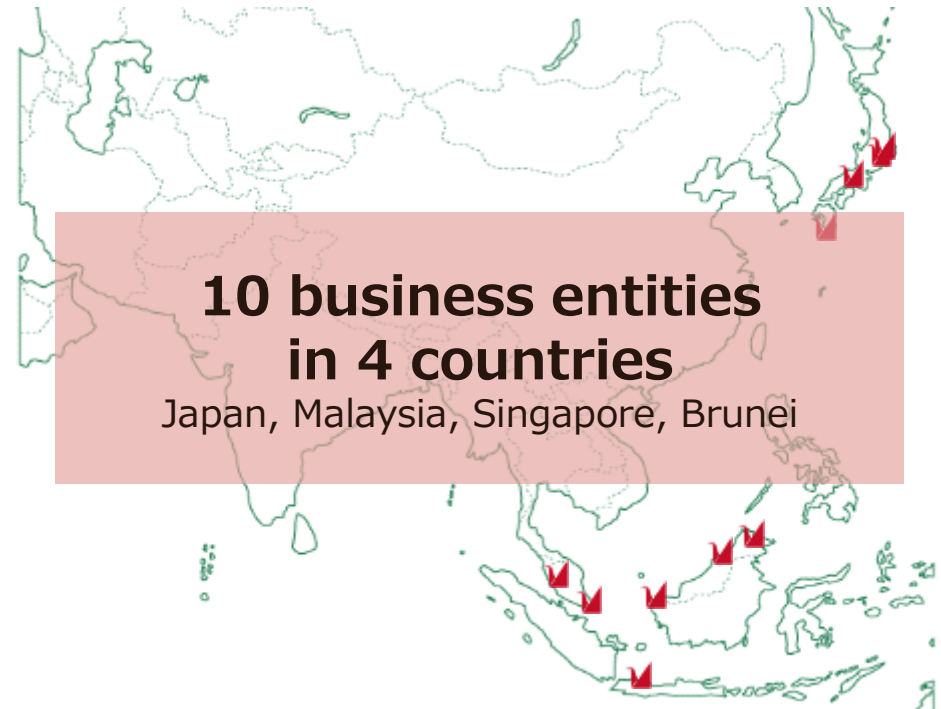 10 business entities
in 4 countries
Japan, Malaysia, Singapore, Brunei